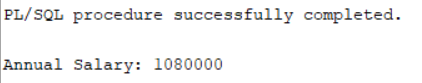 PL/SQL procedure successfully completed.
Annual Salary: 1080000